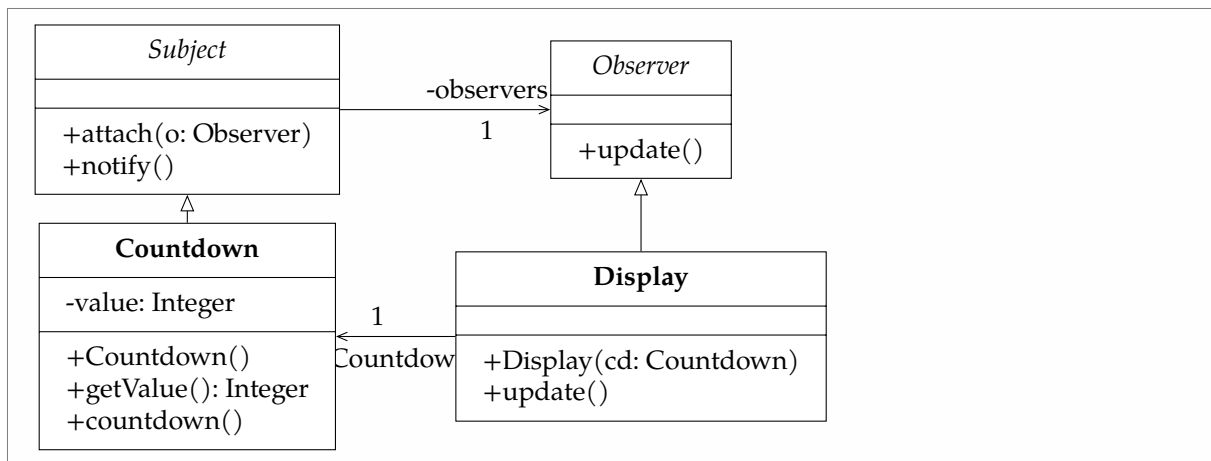 Subject
+attach(o: Observer)
+notify()
-observers
1
Observer
+update()
Countdown
-value: Integer
+Countdown()
+getValue(): Integer
+countdown()
1
Countdow
Display
+Display(cd: Countdown)
+update()